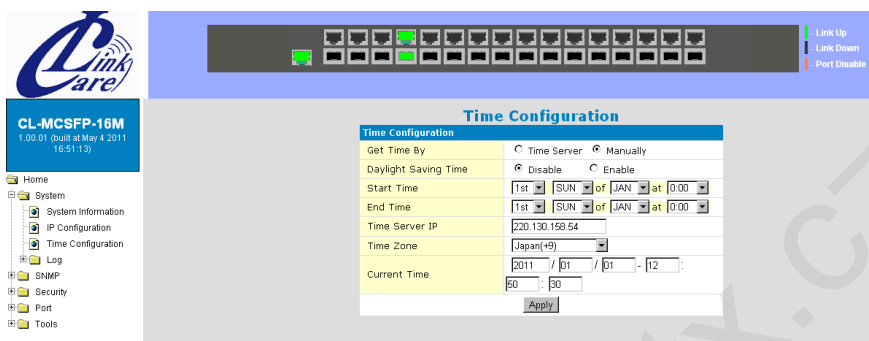 Link
Care
- Link Up
- Link Down
- Port Disable
CL-MCSFP-16M
1.00.01 (built at May 4 2011
16:51:13)
Home
System
System Information
IP Configuration
Time Configuration
Log
SNMP
Security
Port
Tools
Time Configuration
Time Configuration
Get Time By Time Server Manually
Daylight Saving Time Disable Enable
Start Time 1st SUN of JAN at 0:00
End Time 1st SUN of JAN at 0:00
Time Server IP 220.130.158.54
Time Zone Japan(+9)
Current Time 2011 / 01 / 01 - 12 :
50 : 30
Apply